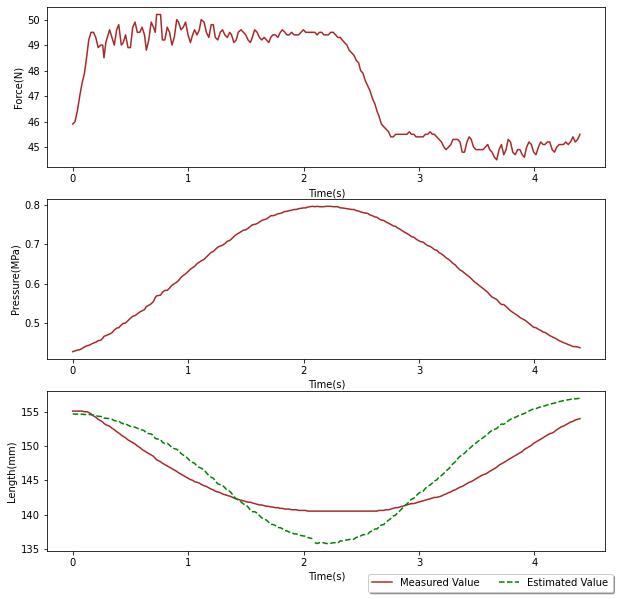 50
49
48
47
46
45
Force(N)
0 1 2 3 4
Time(s)
0.8
0.7
0.6
0.5
Pressure(MPa)
0 1 2 3 4
Time(s)
155
150
145
140
135
Length(mm)
0 1 2 3 4
Time(s)
Measured Value Estimated Value